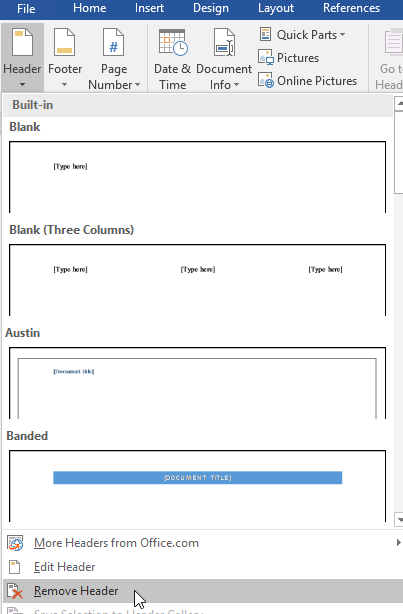 File Home Insert Design Layout References
Header Footer Page Number Date & Time Document Info Quick Parts Pictures Online Pictures Go to
Built-in
Blank
[Type here]
Blank (Three Columns)
[Type here] [Type here] [Type here]
Austin
[Document title]
Banded
[DOCUMENT TITLE]
More Headers from Office.com
Edit Header
Remove Header
Save Selection to Header Gallery